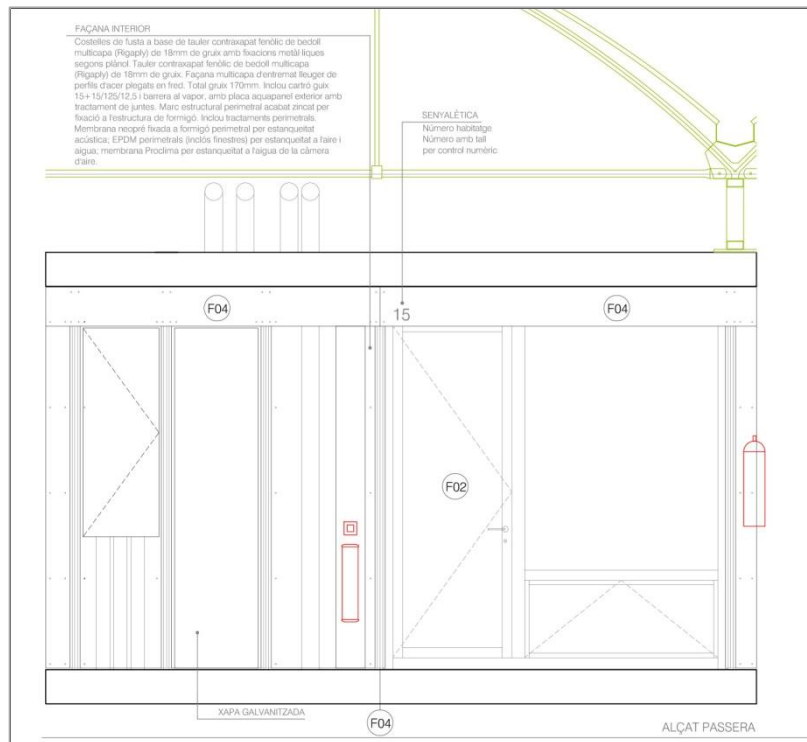 FAÇANA INTERIOR
Costelles de fusta a base de tauler contraxapat fenòlic de bedoll
multicapa (Rigaply) de 18mm de gruix amb fixacions metàl·liques
segons plànol. Tauler contraxapat fenòlic de bedoll multicapa
(Rigaply) de 18mm de gruix. Façana multicapa d'entremat lleuger de
perfils d'acer plegats en fred. Total gruix 170mm. Inclou cartró guix
15+15/125/12,5 i barrera al vapor, amb placa aquapanel exterior amb
tractament de juntes. Marc estructural perimetral acabat zincat per
fixació a l'estructura de formigó. Inclou tractaments perimetrals.
Membrana neopré fixada a formigó perimetral per estanqueitat
acústica; EPDM perimetrals (inclòs finestres) per estanqueitat a l'aire i
aigua; membrana Proclima per estanqueitat a l'aigua de la càmera
d'aire.
SENYALÈTICA
Número habitatge
Número amb tall
per control numèric
F04
15
F04
F02
XAPA GALVANITZADA
F04
ALÇAT PASSERA